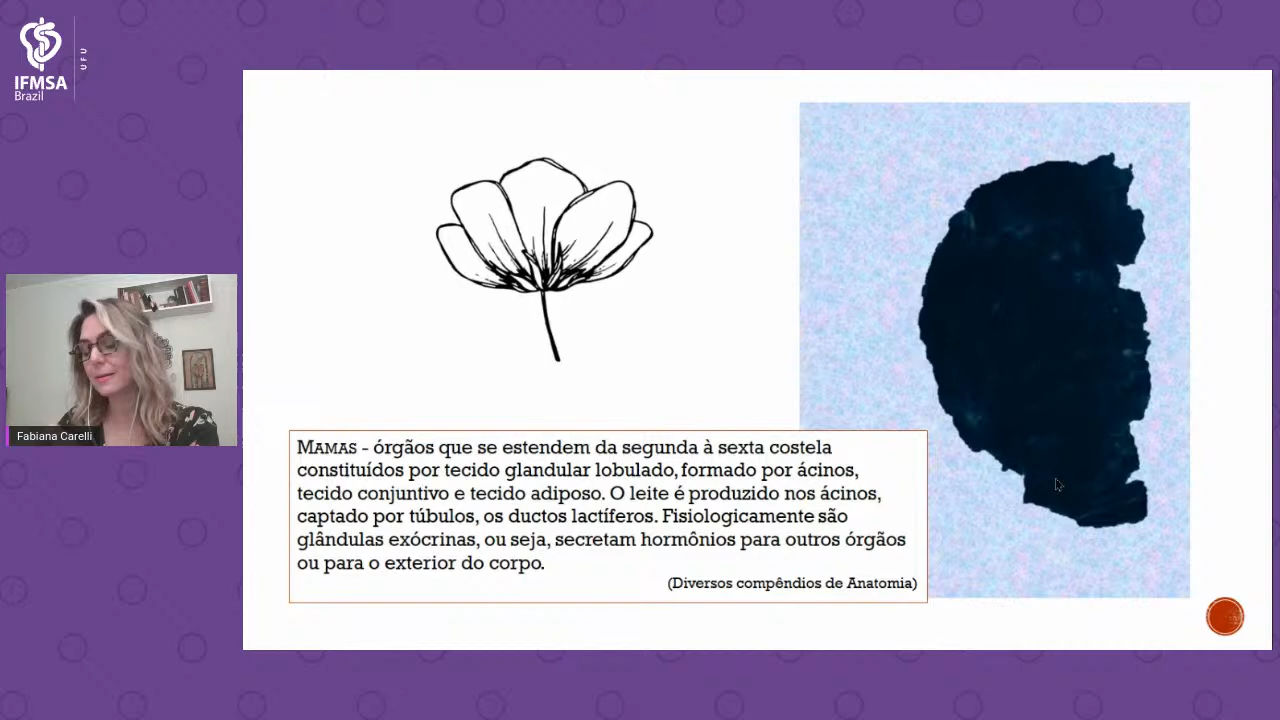 IFMSA
Brazil
UFU
Fabiana Carelli
MAMAS - órgãos que se estendem da segunda à sexta costela
constituídos por tecido glandular lobulado, formado por ácinos,
tecido conjuntivo e tecido adiposo. O leite é produzido nos ácinos,
captado por túbulos, os ductos lactíferos. Fisiologicamente são
glândulas exócrinas, ou seja, secretam hormônios para outros órgãos
ou para o exterior do corpo.
(Diversos compêndios de Anatomia)